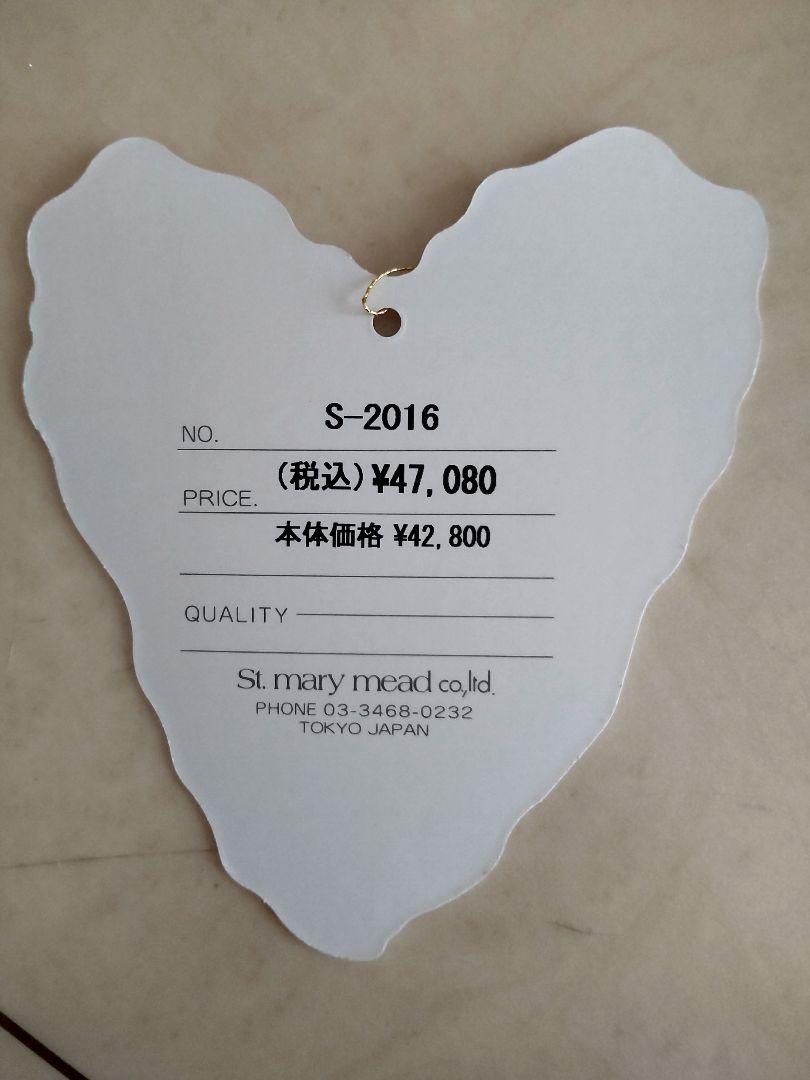 NO. S-2016
PRICE. (税込)¥47,080
本体価格 ¥42,800
QUALITY
St. mary mead co.,ltd.
PHONE 03-3468-0232
TOKYO JAPAN